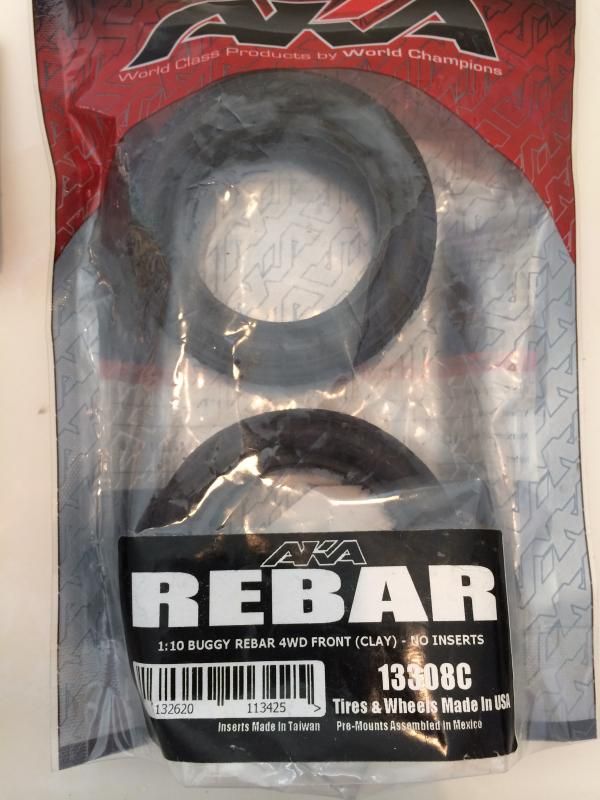 AKA
World Class Products by World Champions
AKA
REBAR
1:10 BUGGY REBAR 4WD FRONT (CLAY) - NO INSERTS
13308C
132620 113425 >
Tires & Wheels Made In USA
Inserts Made In Taiwan Pre-Mounts Assembled in Mexico